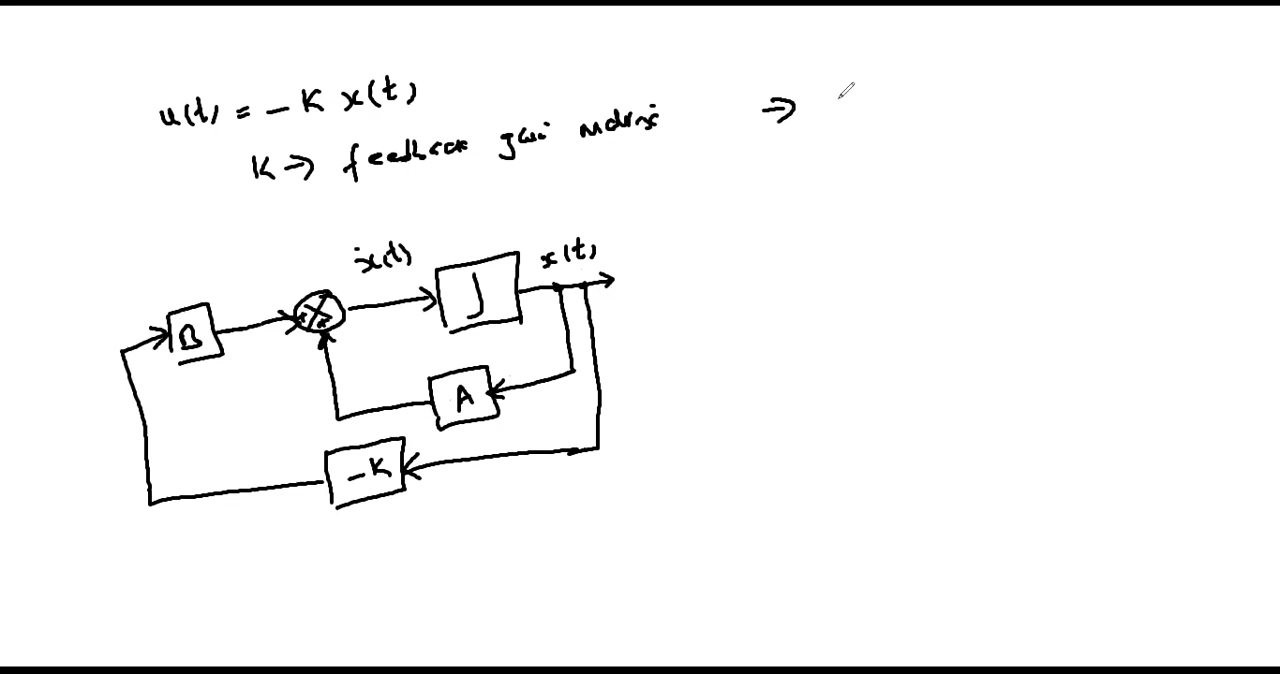 u(t) = - K x(t)
K ⇒ feedback gain matrix ⇒
ẋ(t) ∫ x(t)
B
A
-K